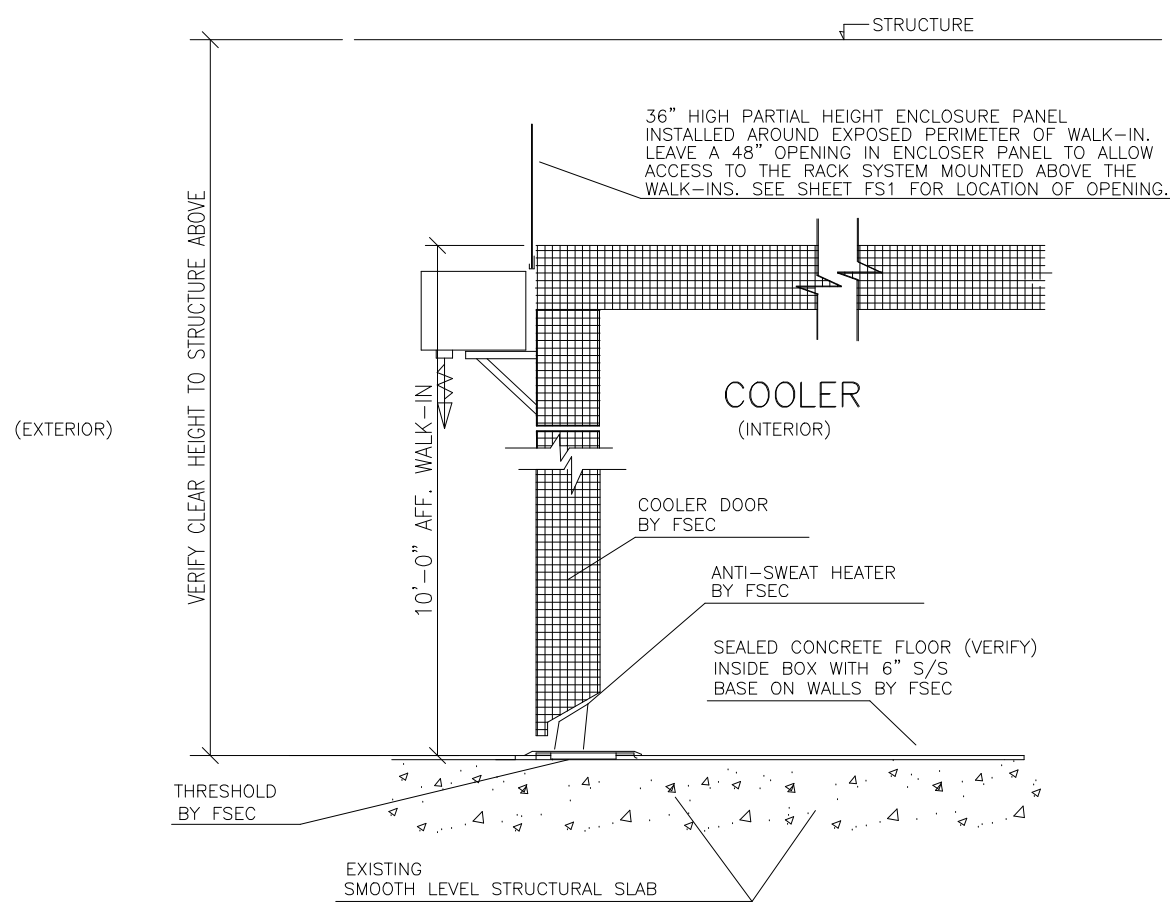 STRUCTURE
36" HIGH PARTIAL HEIGHT ENCLOSURE PANEL
INSTALLED AROUND EXPOSED PERIMETER OF WALK-IN.
LEAVE A 48" OPENING IN ENCLOSER PANEL TO ALLOW
ACCESS TO THE RACK SYSTEM MOUNTED ABOVE THE
WALK-INS. SEE SHEET FS1 FOR LOCATION OF OPENING.
VERIFY CLEAR HEIGHT TO STRUCTURE ABOVE
10'-0" AFF. WALK-IN
(EXTERIOR)
COOLER
(INTERIOR)
COOLER DOOR
BY FSEC
ANTI-SWEAT HEATER
BY FSEC
SEALED CONCRETE FLOOR (VERIFY)
INSIDE BOX WITH 6" S/S
BASE ON WALLS BY FSEC
THRESHOLD
BY FSEC
EXISTING
SMOOTH LEVEL STRUCTURAL SLAB